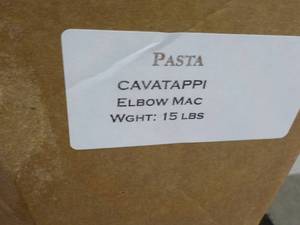 PASTA
CAVATAPPI
ELBOW MAC
WGHT: 15 LBS